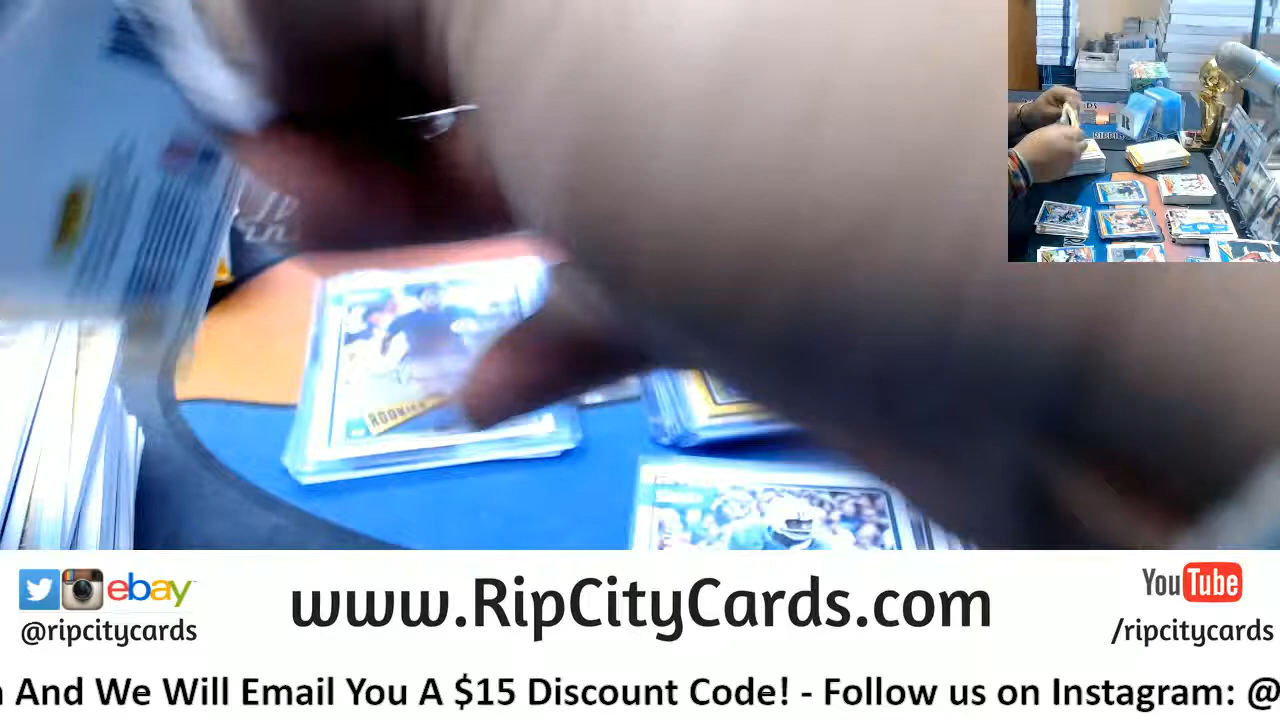 ROOKIES
www.RipCityCards.com
ebay
@ripcitycards
YouTube
/ripcitycards
And We Will Email You A $15 Discount Code! - Follow us on Instagram: @